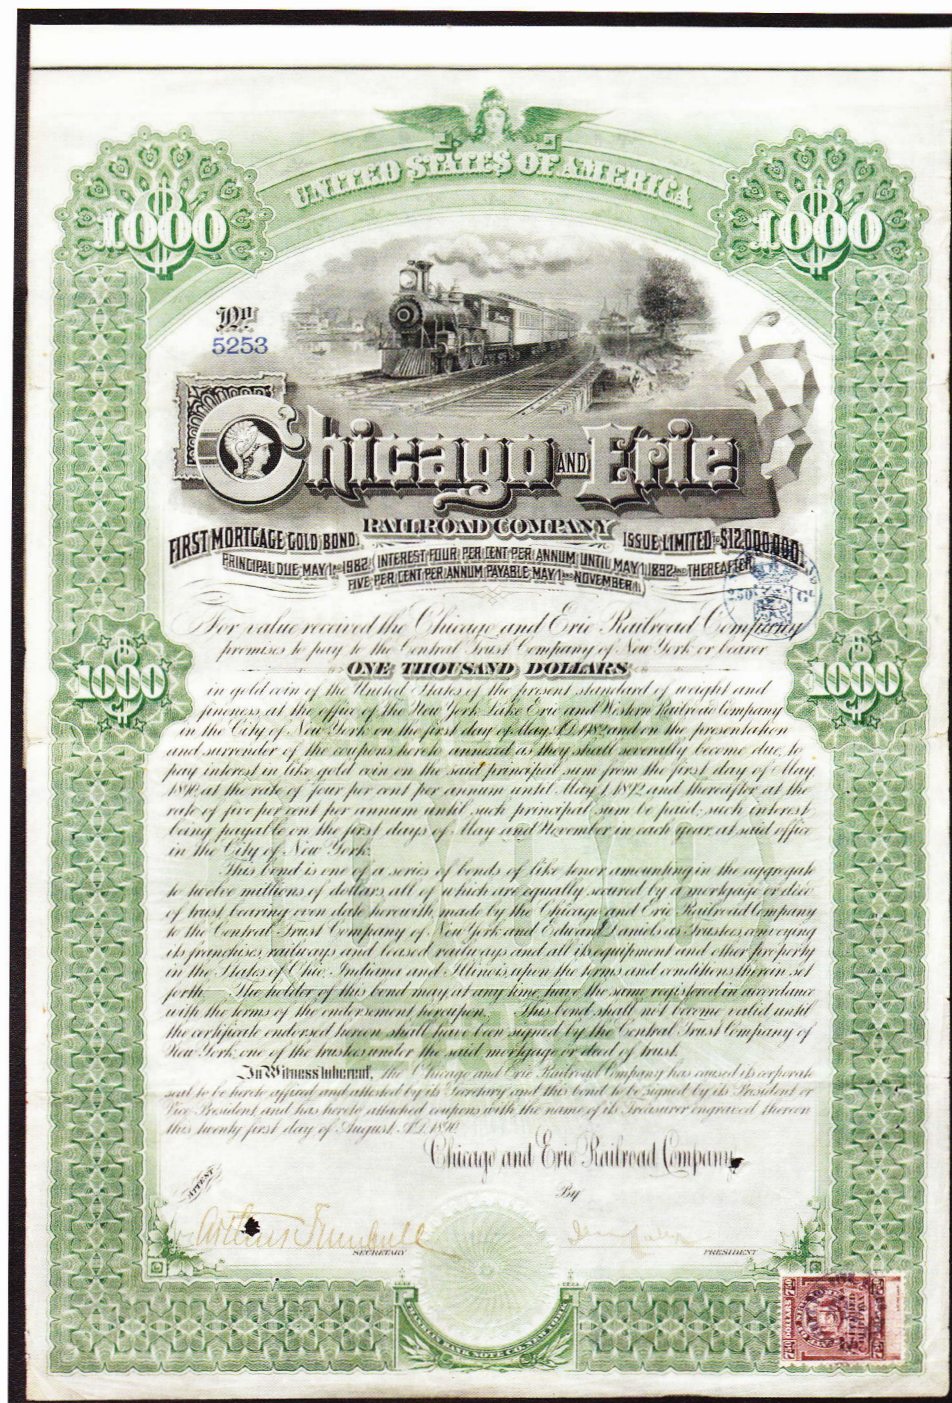 UNITED STATES OF AMERICA
1000
1000
No
5253
Chicago AND Erie
RAILROAD COMPANY
FIRST MORTGAGE GOLD BOND. ISSUE LIMITED TO $12,000,000.
PRINCIPAL DUE MAY 1ST 1982. INTEREST FOUR PER CENT PER ANNUM UNTIL MAY 1, 1892 AND THEREAFTER
FIVE PER CENT PER ANNUM PAYABLE MAY 1ST AND NOVEMBER 1ST
2.50 Gl
For value received the Chicago and Erie Railroad Company
promises to pay to the Central Trust Company of New York or bearer
ONE THOUSAND DOLLARS
1000
1000
in gold coin of the United States of the present standard of weight and
fineness, at the office of the New York, Lake Erie and Western Railroad Company
in the City of New York on the first day of May A.D. 1982 and on the presentation
and surrender of the coupons hereto annexed as they shall severally become due, to
pay interest in like gold coin on the said principal sum from the first day of May
1890, at the rate of four per cent per annum until May 1, 1892 and thereafter at the
rate of five per cent per annum until such principal sum be paid, such interest
being payable on the first days of May and November in each year, at said office
in the City of New York.
This bond is one of a series of bonds of like tenor amounting in the aggregate
to twelve millions of dollars, all of which are equally secured by a mortgage or deed
of trust bearing even date herewith made by the Chicago and Erie Railroad Company
to the Central Trust Company of New York and Edward Daniels as Trustees, conveying
its franchises, railways and leased railways and all its equipment and other property
in the States of Ohio, Indiana and Illinois, upon the terms and conditions therein set
forth. The holder of this bond may at any time have the same registered in accordance
with the terms of the endorsement hereupon. This bond shall not become valid until
the certificate endorsed hereon shall have been signed by the Central Trust Company of
New York, one of the trustees under the said mortgage or deed of trust.
In Witness Whereof, the Chicago and Erie Railroad Company has caused its corporate
seal to be hereto affixed and attested by its Secretary and this bond to be signed by its President or
Vice President and has hereto attached coupons with the name of its Treasurer engraved thereon
this twenty first day of August A.D. 1890.
Chicago and Erie Railroad Company,
ATTEST
By
SECRETARY
PRESIDENT
FRANKLIN BANK NOTE CO. NEW YORK
7.50 DOLLARS 7.50